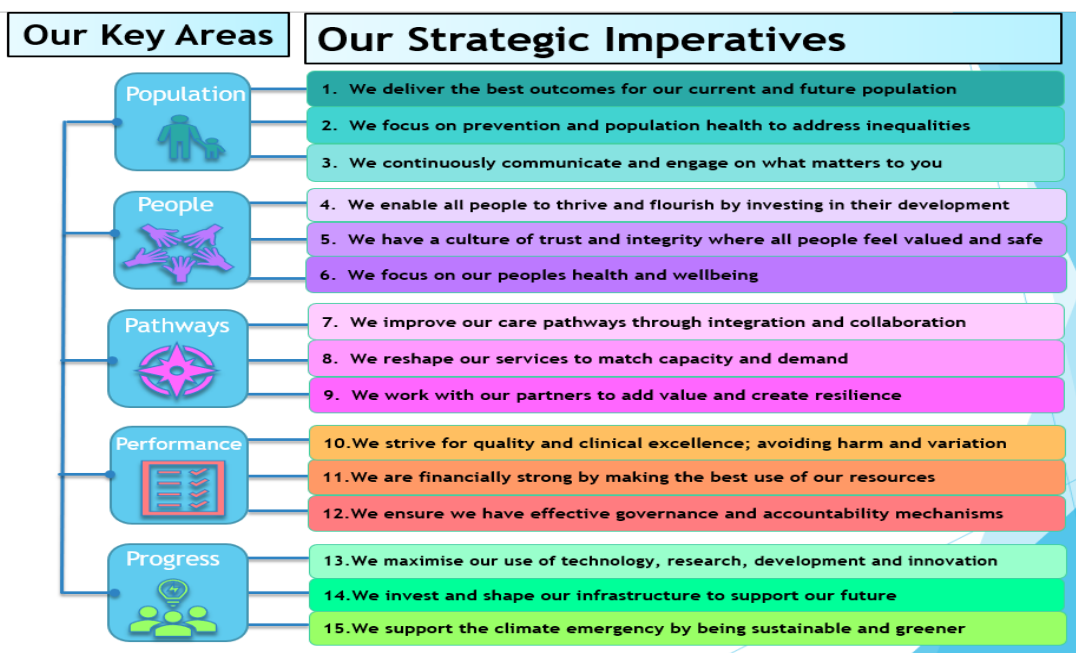 Our Key Areas
Our Strategic Imperatives
Population
1. We deliver the best outcomes for our current and future population
2. We focus on prevention and population health to address inequalities
3. We continuously communicate and engage on what matters to you
People
4. We enable all people to thrive and flourish by investing in their development
5. We have a culture of trust and integrity where all people feel valued and safe
6. We focus on our peoples health and wellbeing
Pathways
7. We improve our care pathways through integration and collaboration
8. We reshape our services to match capacity and demand
9. We work with our partners to add value and create resilience
Performance
10.We strive for quality and clinical excellence; avoiding harm and variation
11.We are financially strong by making the best use of our resources
12.We ensure we have effective governance and accountability mechanisms
Progress
13.We maximise our use of technology, research, development and innovation
14.We invest and shape our infrastructure to support our future
15.We support the climate emergency by being sustainable and greener